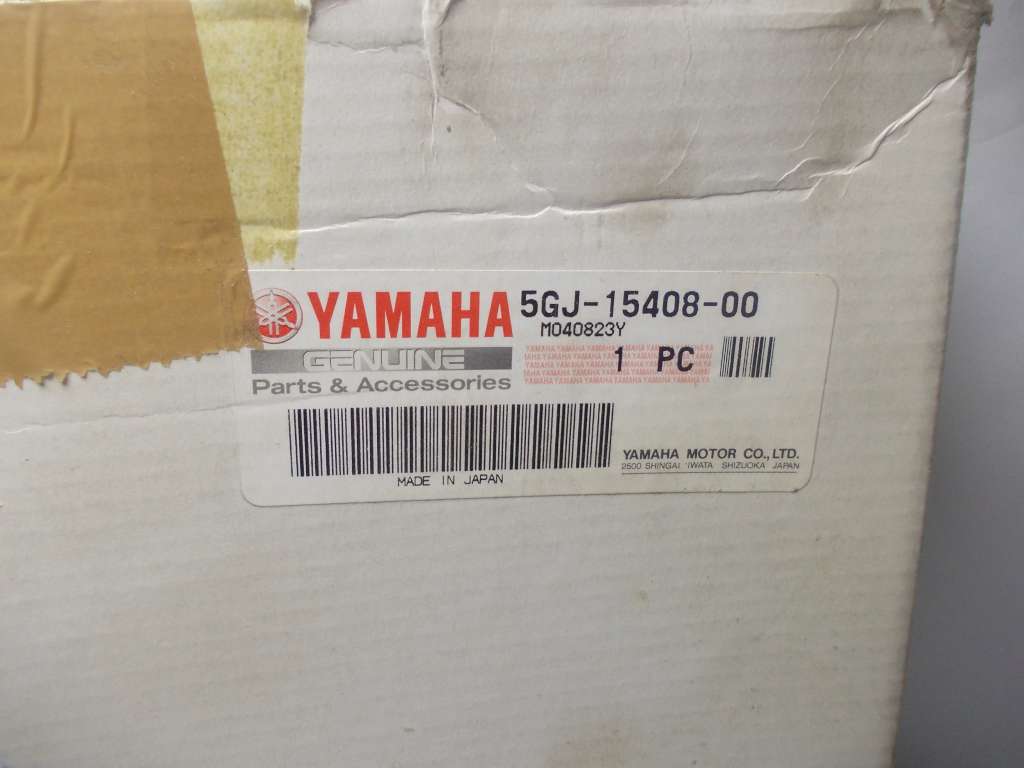 YAMAHA 5GJ-15408-00
M040823Y
GENUINE
1 PC
Parts & Accessories
MADE IN JAPAN
YAMAHA MOTOR CO.,LTD.
2500 SHINGAI IWATA SHIZUOKA JAPAN